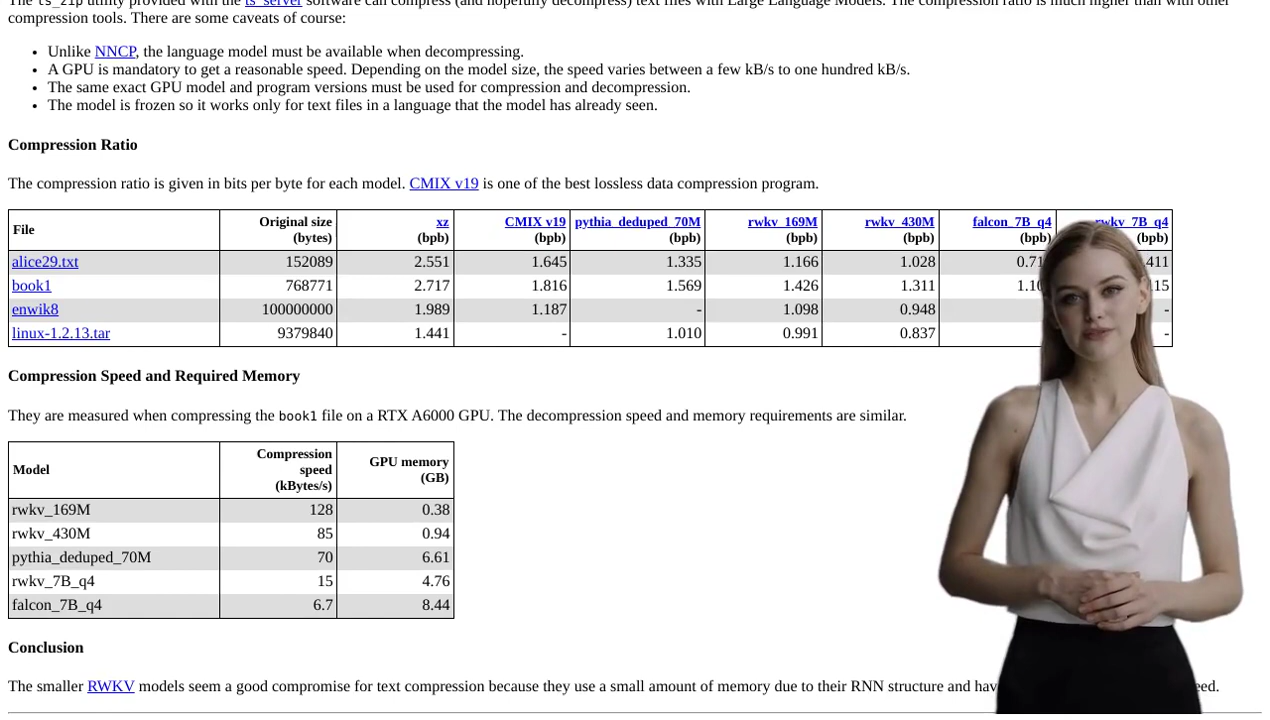 The ts_zip utility provided with the ts_server software can compress (and hopefully decompress) text files with Large Language Models. The compression ratio is much higher than with other
compression tools. There are some caveats of course:
Unlike NNCP, the language model must be available when decompressing.
A GPU is mandatory to get a reasonable speed. Depending on the model size, the speed varies between a few kB/s to one hundred kB/s.
The same exact GPU model and program versions must be used for compression and decompression.
The model is frozen so it works only for text files in a language that the model has already seen.
Compression Ratio
The compression ratio is given in bits per byte for each model. CMIX v19 is one of the best lossless data compression program.
File Original size (bytes) xz (bpb) CMIX v19 (bpb) pythia_deduped_70M (bpb) rwkv_169M (bpb) rwkv_430M (bpb) falcon_7B_q4 (bpb) rwkv_7B_q4 (bpb)
alice29.txt 152089 2.551 1.645 1.335 1.166 1.028
book1 768771 2.717 1.816 1.569 1.426 1.311
enwik8 100000000 1.989 1.187 - 1.098 0.948 -
linux-1.2.13.tar 9379840 1.441 - 1.010 0.991 0.837 -
Compression Speed and Required Memory
They are measured when compressing the book1 file on a RTX A6000 GPU. The decompression speed and memory requirements are similar.
Model Compression speed (kBytes/s) GPU memory (GB)
rwkv_169M 128 0.38
rwkv_430M 85 0.94
pythia_deduped_70M 70 6.61
rwkv_7B_q4 15 4.76
falcon_7B_q4 6.7 8.44
Conclusion
The smaller RWKV models seem a good compromise for text compression because they use a small amount of memory due to their RNN structure and